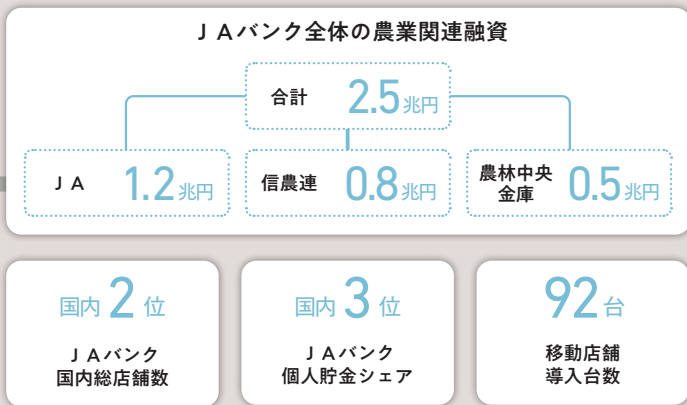 ＪＡバンク全体の農業関連融資
合計 2.5兆円
ＪＡ 1.2兆円
信農連 0.8兆円
農林中央
金庫 0.5兆円
国内2位
ＪＡバンク
国内総店舗数
国内3位
ＪＡバンク
個人貯金シェア
92台
移動店舗
導入台数